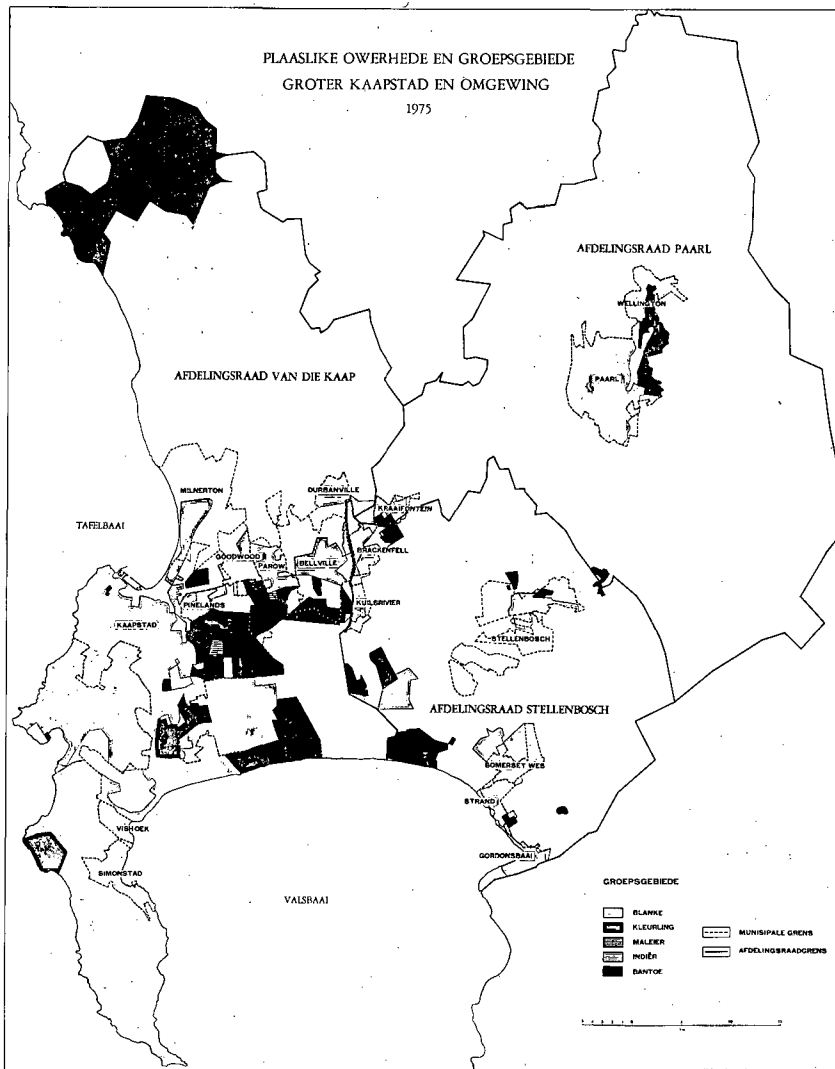 PLAASLIKE OWERHEDE EN GROEPSGEBIEDE
GROTER KAAPSTAD EN OMGEWING
1975
AFDELINGSRAAD PAARL
WELLINGTON
PAARL
AFDELINGSRAAD VAN DIE KAAP
MILNERTON
DURBANVILLE
KRAAIFONTEIN
TAFELBAAI
GOODWOOD
PAROW
BELLVILLE
BRACKENFELL
PINELANDS
KUILSRIVIER
KAAPSTAD
STELLENBOSCH
AFDELINGSRAAD STELLENBOSCH
SOMERSET WES
STRAND
VISHOEK
GORDONSBAAI
SIMONSTAD
VALSBAAI
GROEPSGEBIEDE
BLANKE
KLEURLING
MALEIER
INDIËR
BANTOE
MUNISIPALE GRENS
AFDELINGSRAADGRENS